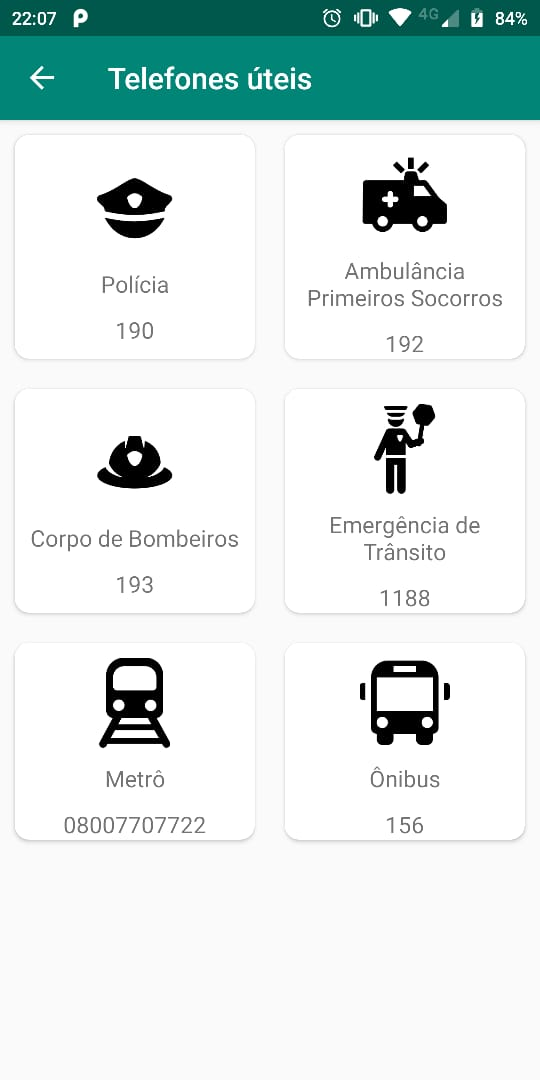 22:07
4G
84%
Telefones úteis
Polícia
190
Ambulância
Primeiros Socorros
192
Corpo de Bombeiros
193
Emergência de
Trânsito
1188
Metrô
08007707722
Ônibus
156